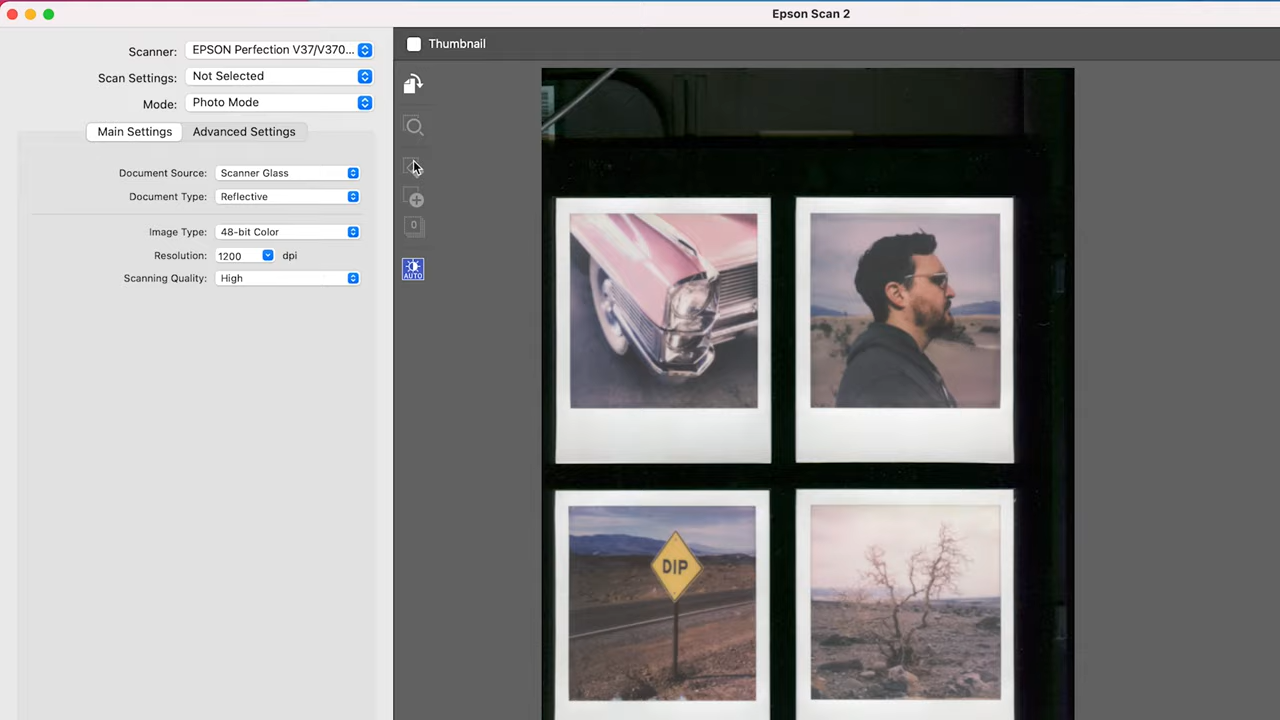 Epson Scan 2
Scanner: EPSON Perfection V37/V370...
Scan Settings: Not Selected
Mode: Photo Mode
Main Settings Advanced Settings
Document Source: Scanner Glass
Document Type: Reflective
Image Type: 48-bit Color
Resolution: 1200 dpi
Scanning Quality: High
Thumbnail
0
AUTO
DIP